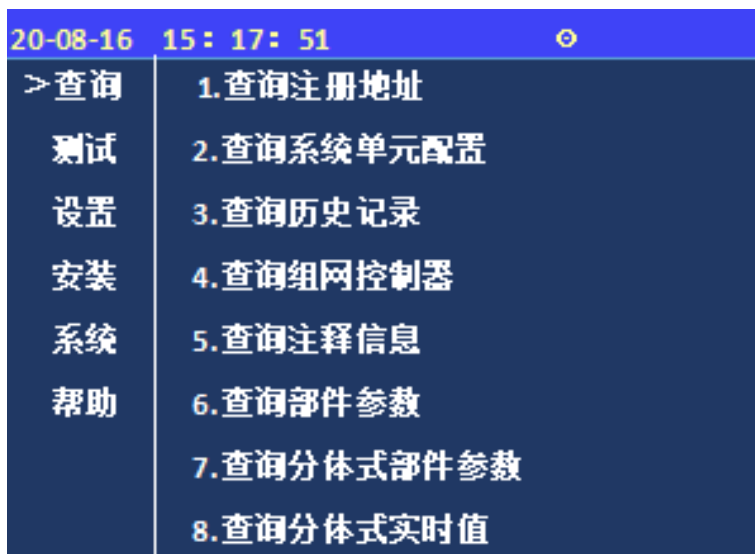 20-08-16 15: 17: 51
>查询 1.查询注册地址
测试 2.查询系统单元配置
设置 3.查询历史记录
安装 4.查询组网控制器
系统 5.查询注释信息
帮助 6.查询部件参数
7.查询分体式部件参数
8.查询分体式实时值